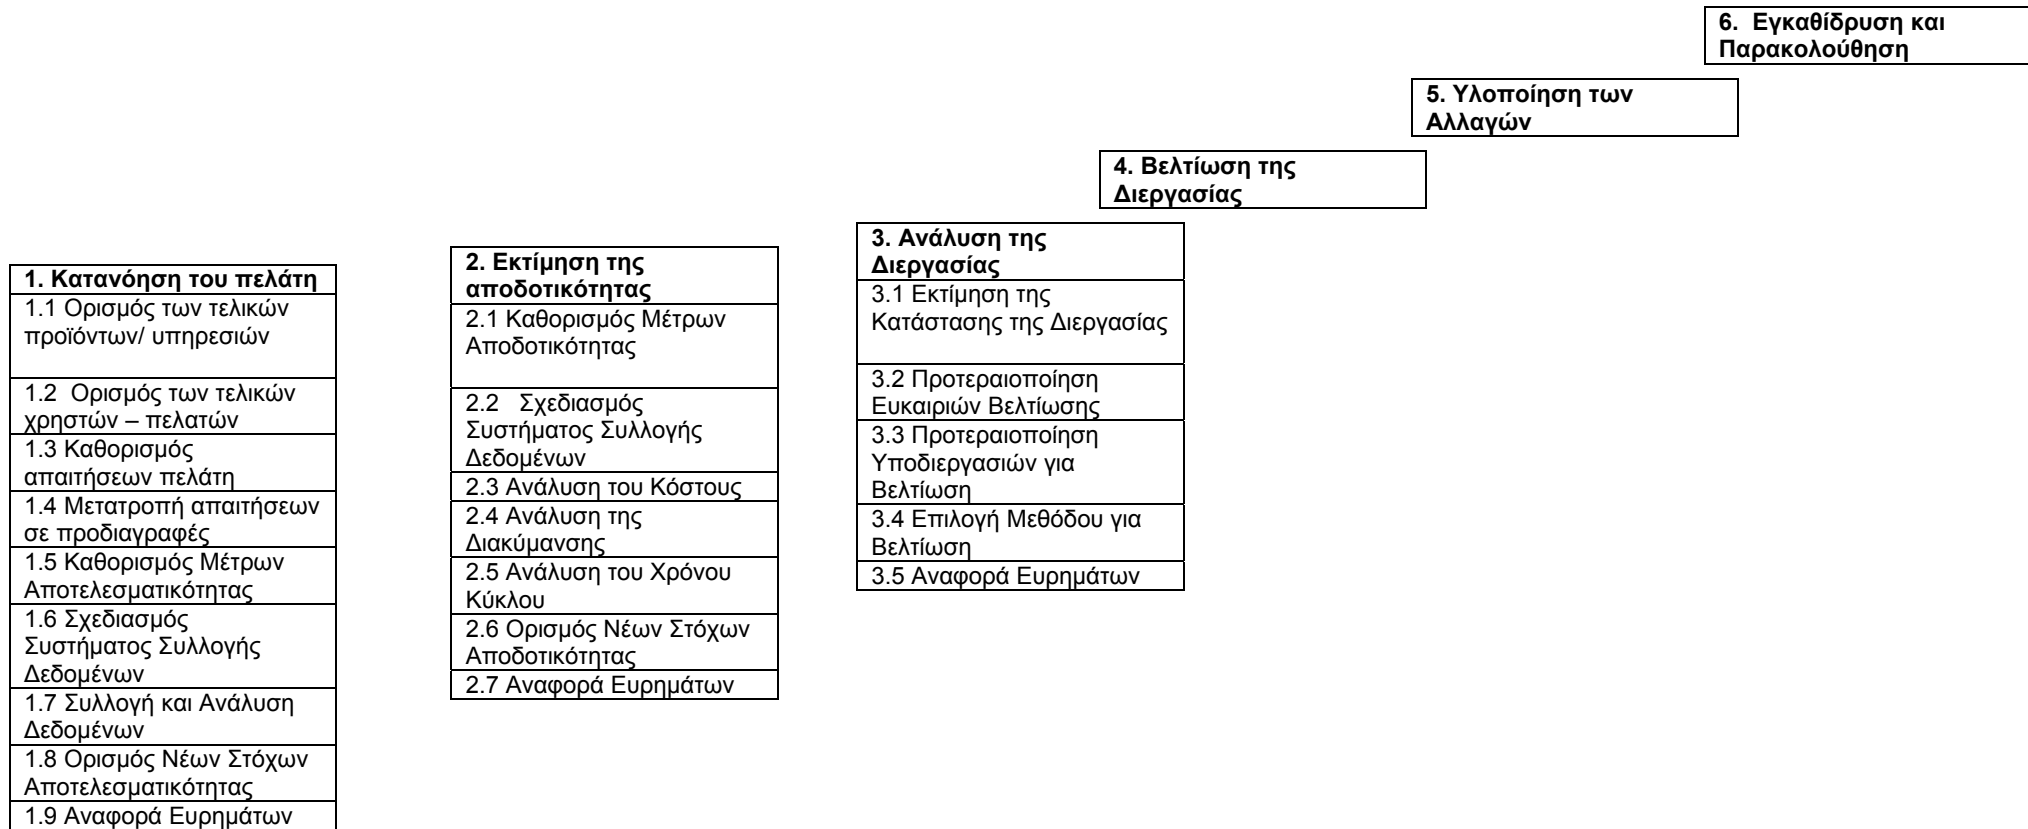 6.  Εγκαθίδρυση και
Παρακολούθηση
5. Υλοποίηση των
Αλλαγών
4. Βελτίωση της
Διεργασίας
3. Ανάλυση της
Διεργασίας
3.1 Εκτίμηση της
Κατάστασης της Διεργασίας
3.2 Προτεραιοποίηση
Ευκαιριών Βελτίωσης
3.3 Προτεραιοποίηση
Υποδιεργασιών για
Βελτίωση
3.4 Επιλογή Μεθόδου για
Βελτίωση
3.5 Αναφορά Ευρημάτων
2. Εκτίμηση της
αποδοτικότητας
2.1 Καθορισμός Μέτρων
Αποδοτικότητας
2.2   Σχεδιασμός
Συστήματος Συλλογής
Δεδομένων
2.3 Ανάλυση του Κόστους
2.4 Ανάλυση της
Διακύμανσης
2.5 Ανάλυση του Χρόνου
Κύκλου
2.6 Ορισμός Νέων Στόχων
Αποδοτικότητας
2.7 Αναφορά Ευρημάτων
1. Κατανόηση του πελάτη
1.1 Ορισμός των τελικών
προϊόντων/ υπηρεσιών
1.2  Ορισμός των τελικών
χρηστών – πελατών
1.3 Καθορισμός
απαιτήσεων πελάτη
1.4 Μετατροπή απαιτήσεων
σε προδιαγραφές
1.5 Καθορισμός Μέτρων
Αποτελεσματικότητας
1.6 Σχεδιασμός
Συστήματος Συλλογής
Δεδομένων
1.7 Συλλογή και Ανάλυση
Δεδομένων
1.8 Ορισμός Νέων Στόχων
Αποτελεσματικότητας
1.9 Αναφορά Ευρημάτων